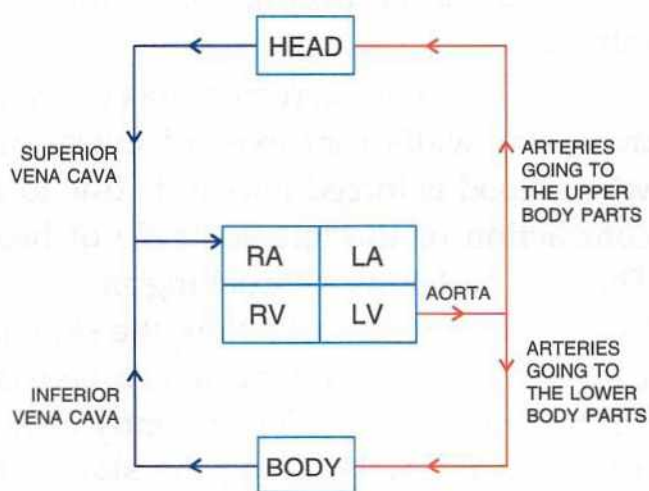 HEAD
SUPERIOR
VENA CAVA
ARTERIES
GOING TO
THE UPPER
BODY PARTS
RA
LA
RV
LV
AORTA
INFERIOR
VENA CAVA
ARTERIES
GOING TO
THE LOWER
BODY PARTS
BODY